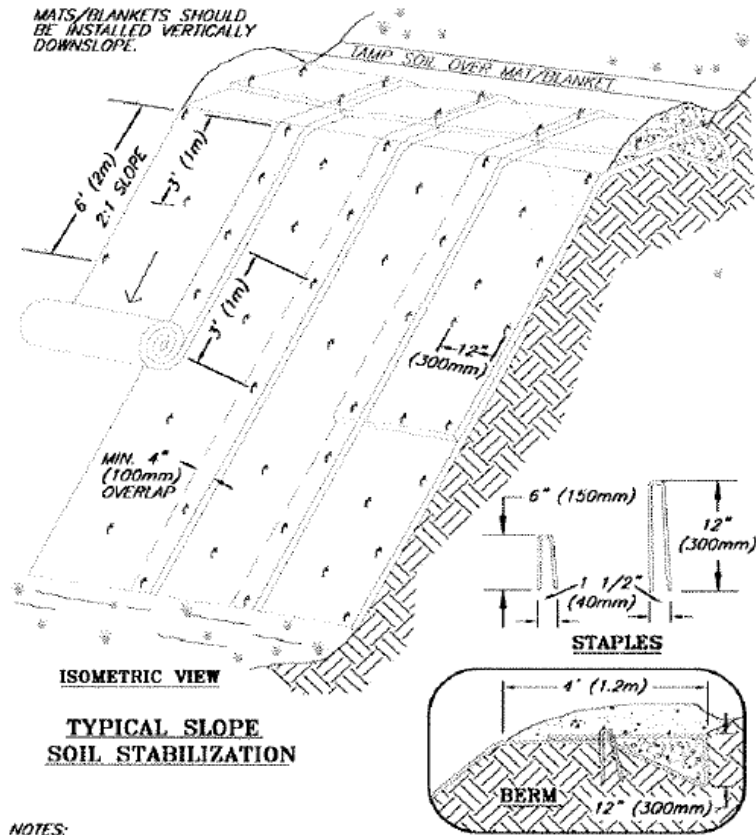 MATS/BLANKETS SHOULD
BE INSTALLED VERTICALLY
DOWNSLOPE.
TAMP SOIL OVER MAT/BLANKET
6' (2m)
2:1 SLOPE
3' (1m)
3' (1m)
12"
(300mm)
MIN. 4"
(100mm)
OVERLAP
6" (150mm)
12"
(300mm)
1 1/2"
(40mm)
STAPLES
ISOMETRIC VIEW
TYPICAL SLOPE
SOIL STABILIZATION
4' (1.2m)
BERM
12" (300mm)
NOTES: